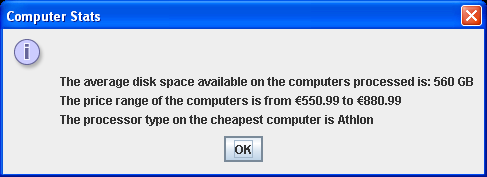 Computer Stats
The average disk space available on the computers processed is: 560 GB
The price range of the computers is from €550.99 to €880.99
The processor type on the cheapest computer is Athlon
OK